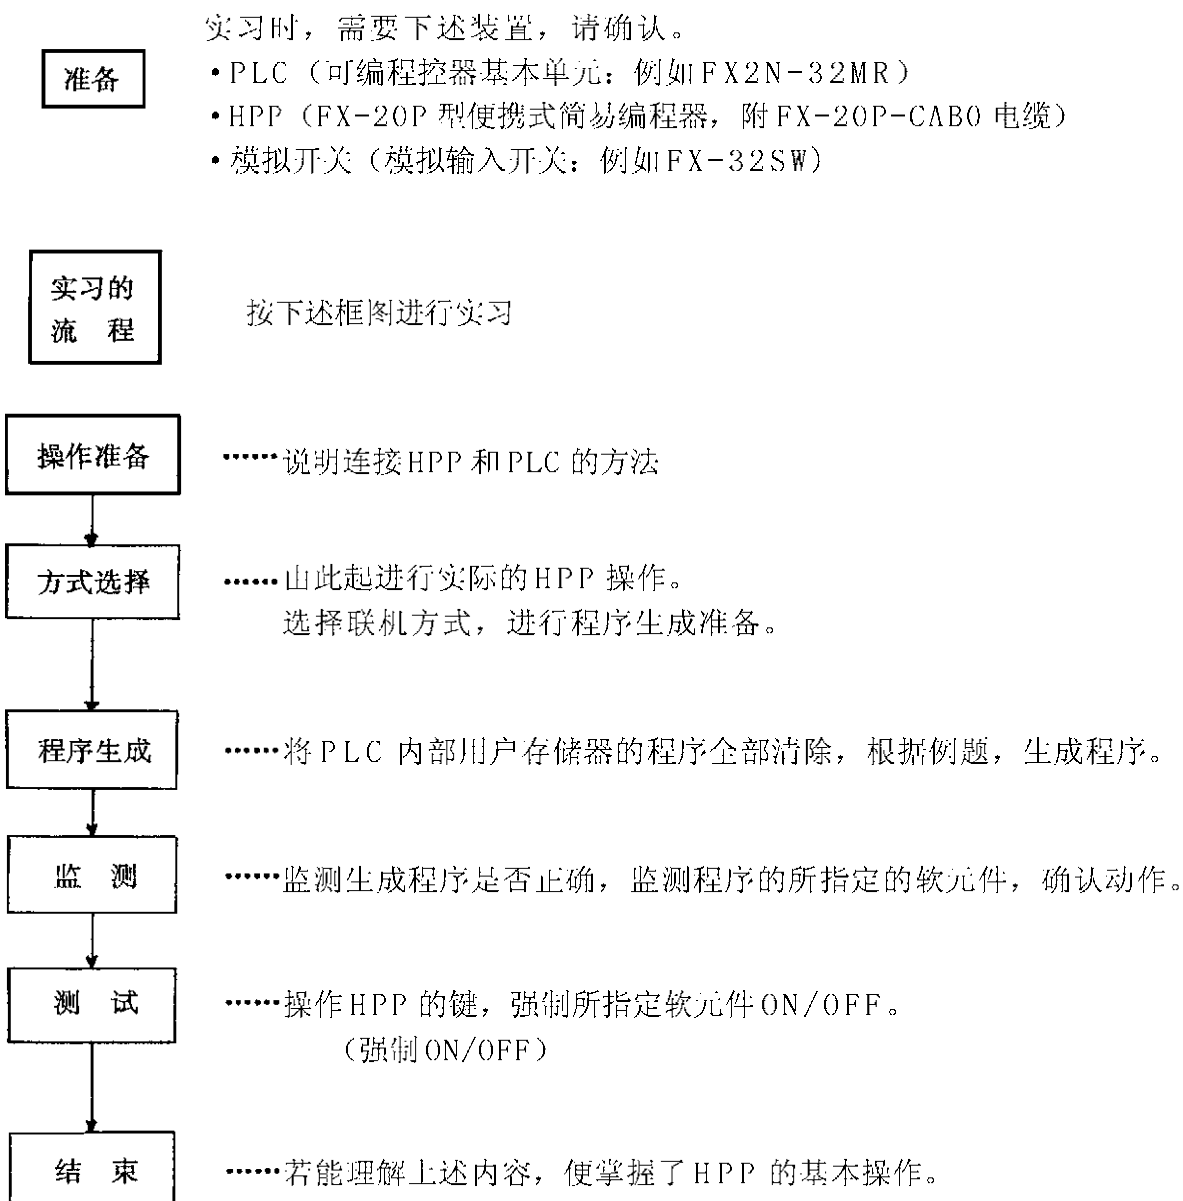 实习时，需要下述装置，请确认。
准备
•PLC（可编程控器基本单元：例如FX2N-32MR）
•HPP（FX-20P型便携式简易编程器，附FX-20P-CAB0电缆）
•模拟开关（模拟输入开关：例如FX-32SW）
实习的
流 程
按下述框图进行实习
操作准备
……说明连接HPP和PLC的方法
方式选择
……由此起进行实际的HPP操作。
选择联机方式，进行程序生成准备。
程序生成
……将PLC内部用户存储器的程序全部清除，根据例题，生成程序。
监 测
……监测生成程序是否正确，监测程序的所指定的软元件，确认动作。
测 试
……操作HPP的键，强制所指定软元件ON/OFF。
（强制ON/OFF）
结 束
……若能理解上述内容，便掌握了HPP的基本操作。